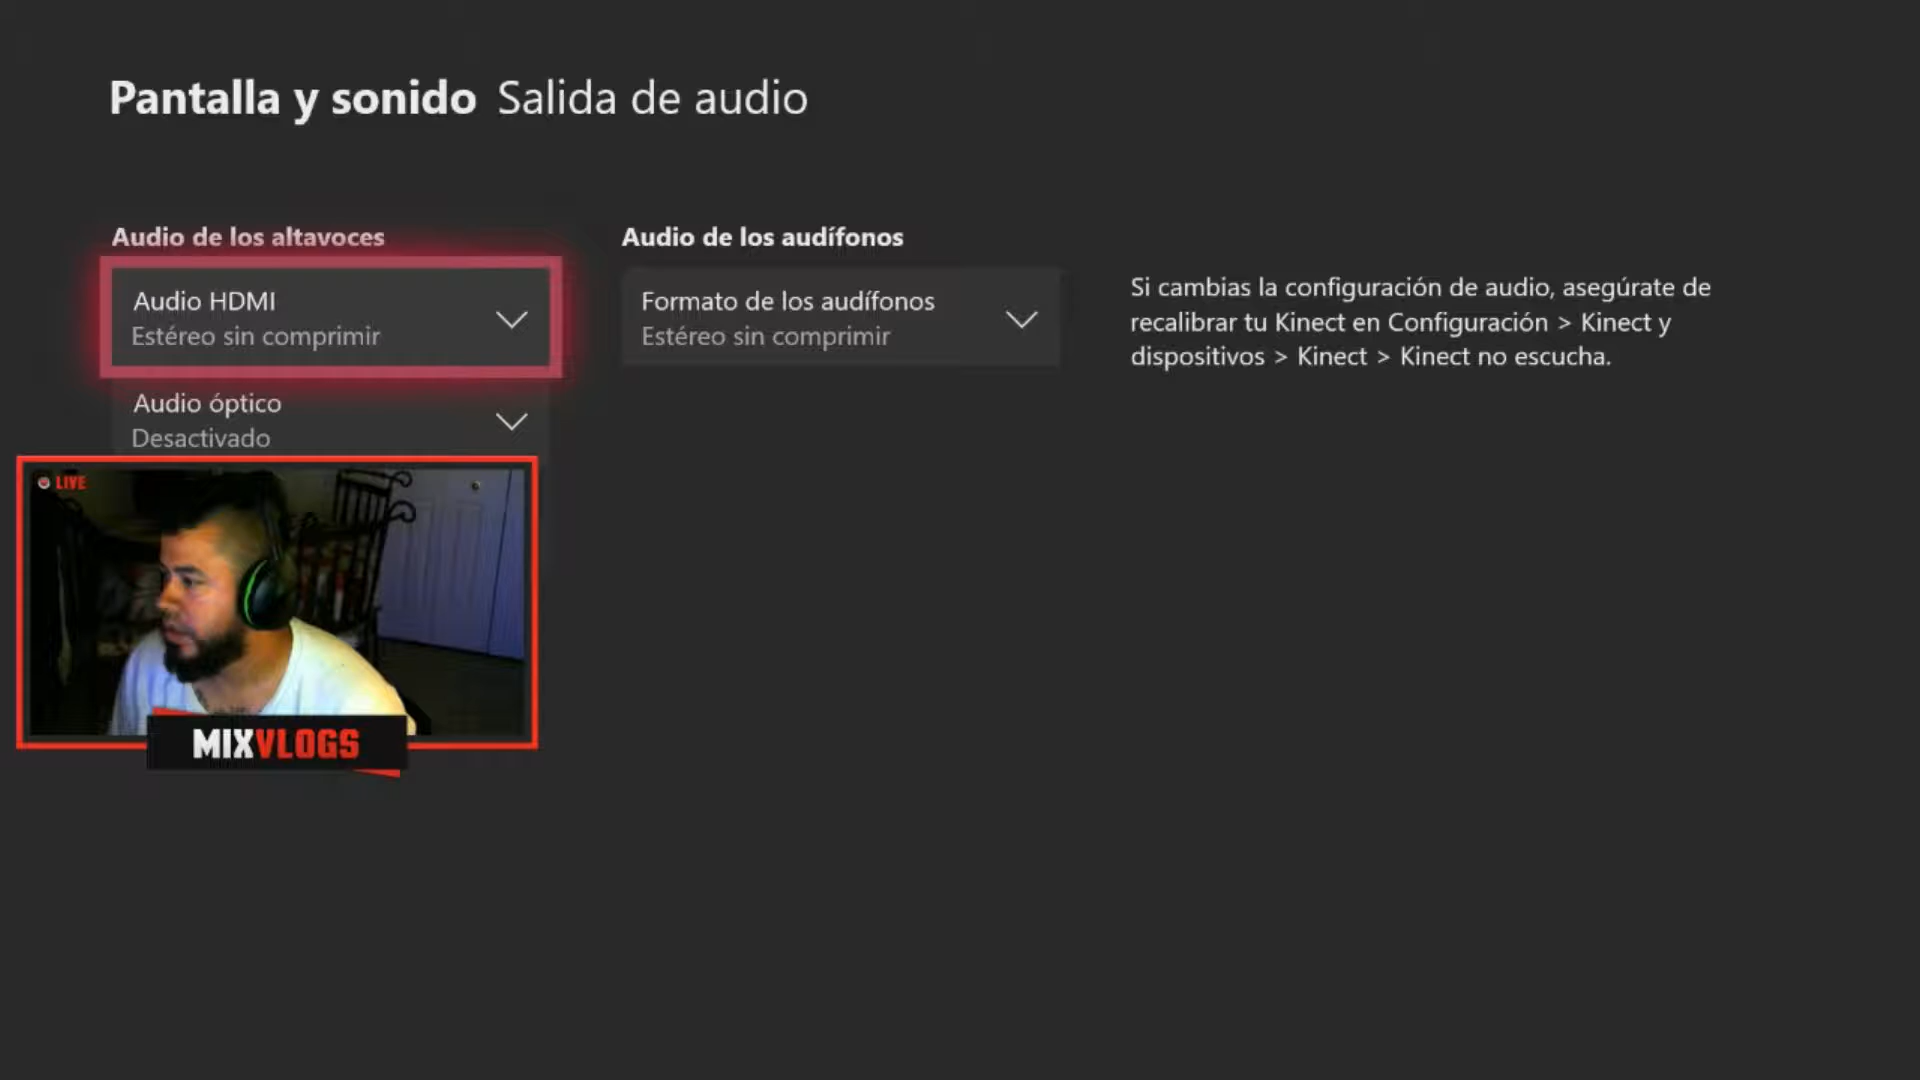 Pantalla y sonido Salida de audio
Audio de los altavoces
Audio HDMI
Estéreo sin comprimir
Audio óptico
Desactivado
Audio de los audífonos
Formato de los audífonos
Estéreo sin comprimir
Si cambias la configuración de audio, asegúrate de
recalibrar tu Kinect en Configuración > Kinect y
dispositivos > Kinect > Kinect no escucha.
LIVE
MIXVLOGS